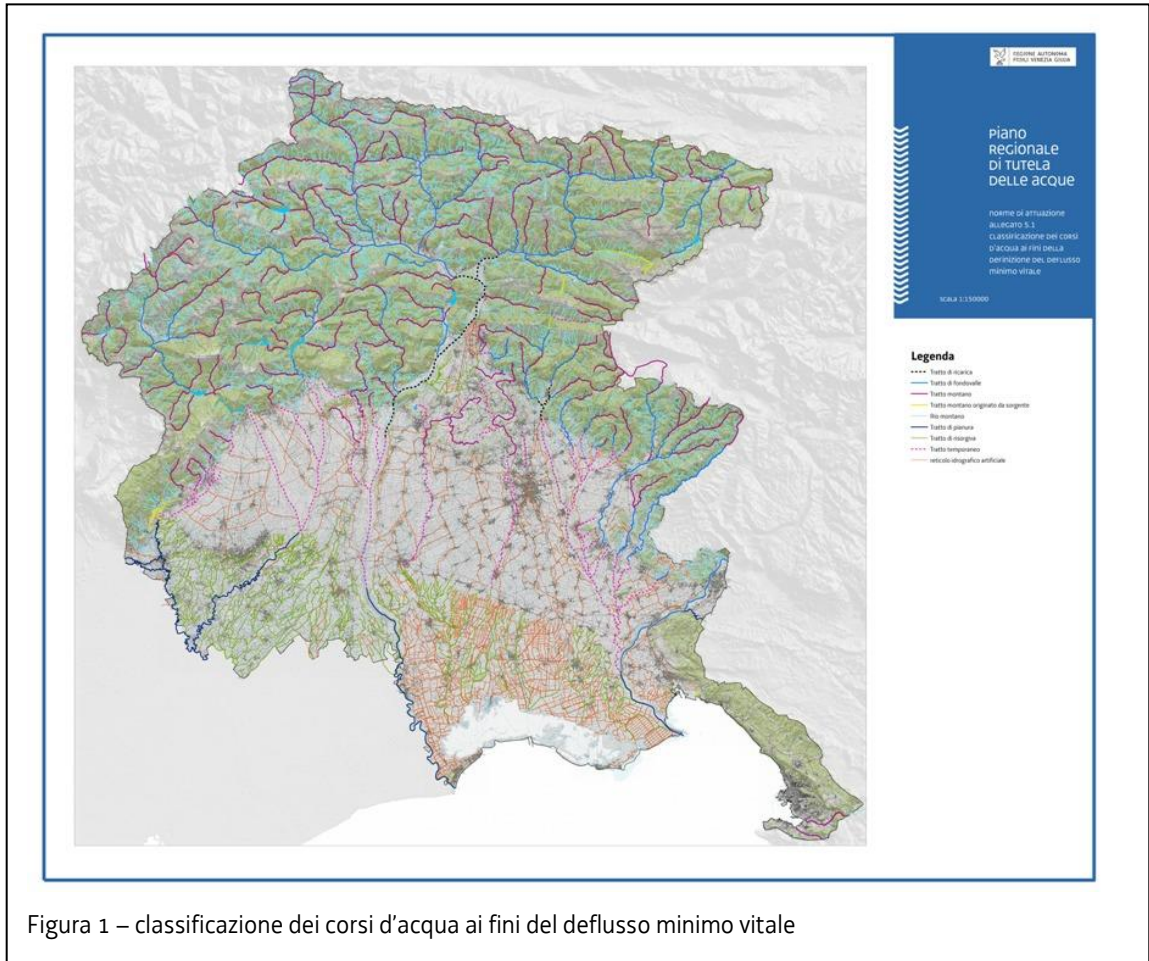 REGIONE AUTONOMA
FRIULI VENEZIA GIULIA
PIANO
REGIONALE
DI TUTELA
DELLE ACQUE
NORME DI ATTUAZIONE
ALLEGATO 5.1
CLASSIFICAZIONE DEI CORSI
D'ACQUA AI FINI DELLA
DEFINIZIONE DEL DEFLUSSO
MINIMO VITALE
SCALA 1:150000
Legenda
Tratto di ricarica
Tratto di fondovalle
Tratto montano
Tratto montano originato da sorgente
Rio montano
Tratto di pianura
Tratto di risorgiva
Tratto temporaneo
reticolo idrografico artificiale
Figura 1 – classificazione dei corsi d'acqua ai fini del deflusso minimo vitale